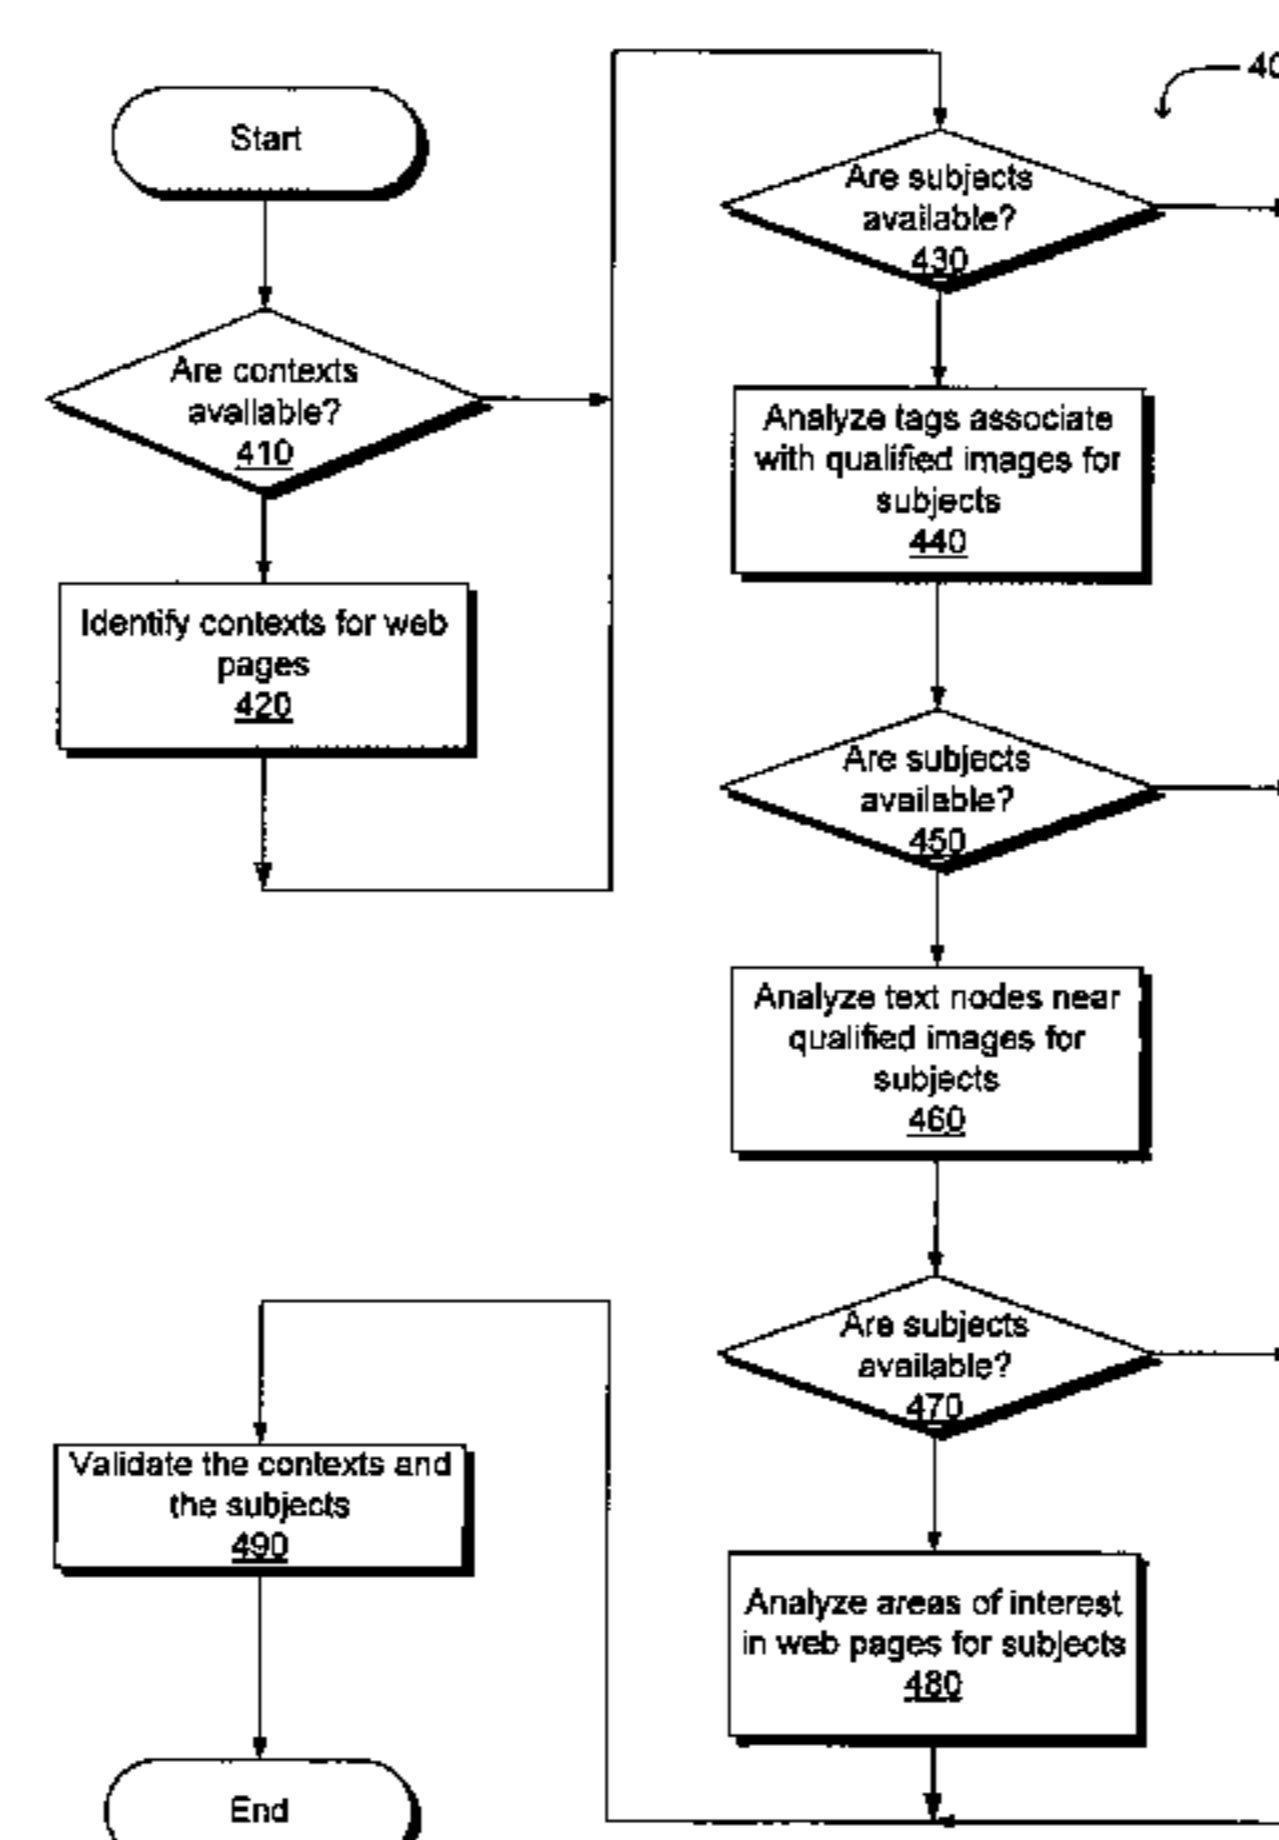 Start
Are contexts
available?
410
Identify contexts for web
pages
420
40
Are subjects
available?
430
Analyze tags associate
with qualified images for
subjects
440
Are subjects
available?
450
Analyze text nodes near
qualified images for
subjects
460
Are subjects
available?
470
Analyze areas of interest
in web pages for subjects
480
Validate the contexts and
the subjects
490
End